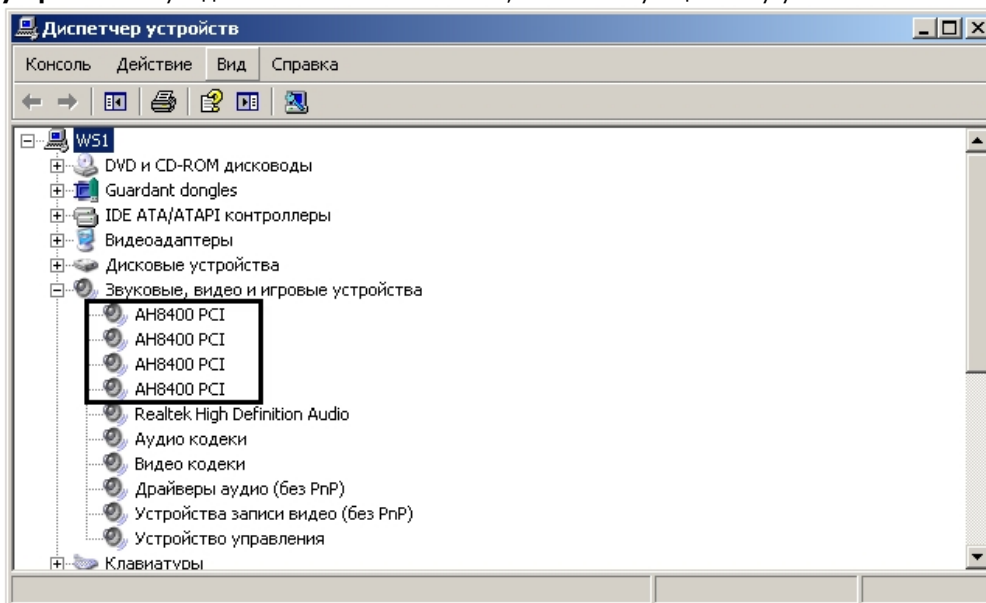 Диспетчер устройств
Консоль Действие Вид Справка
WS1
DVD и CD-ROM дисководы
Guardant dongles
IDE ATA/ATAPI контроллеры
Видеоадаптеры
Дисковые устройства
Звуковые, видео и игровые устройства
AH8400 PCI
AH8400 PCI
AH8400 PCI
AH8400 PCI
Realtek High Definition Audio
Аудио кодеки
Видео кодеки
Драйверы аудио (без PnP)
Устройства записи видео (без PnP)
Устройство управления
Клавиатуры